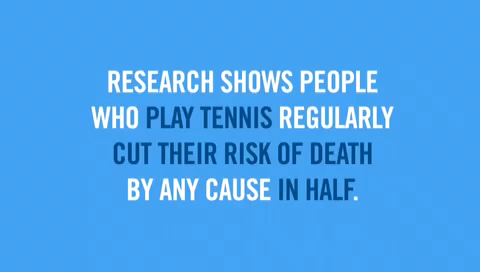 RESEARCH SHOWS PEOPLE
WHO PLAY TENNIS REGULARLY
CUT THEIR RISK OF DEATH
BY ANY CAUSE IN HALF.